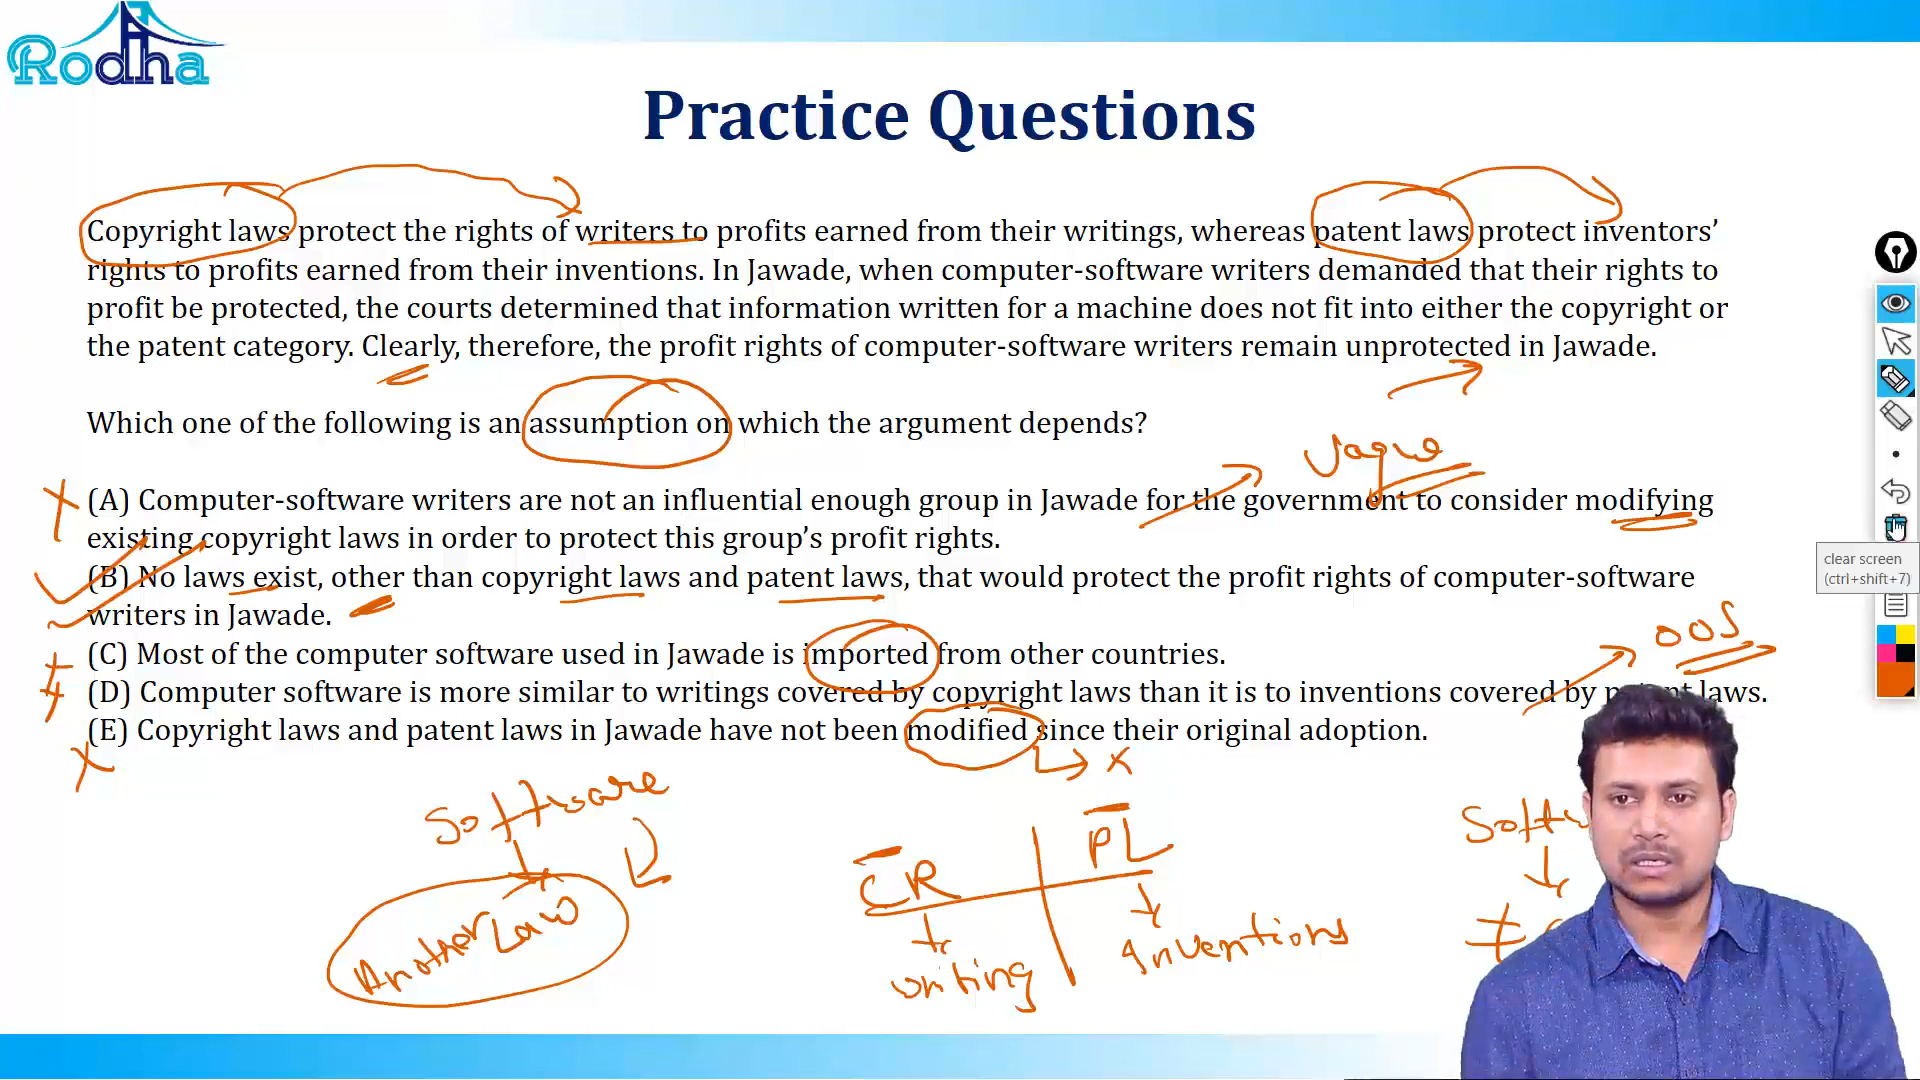 Rodha
Practice Questions
Copyright laws protect the rights of writers to profits earned from their writings, whereas patent laws protect inventors’
rights to profits earned from their inventions. In Jawade, when computer-software writers demanded that their rights to
profit be protected, the courts determined that information written for a machine does not fit into either the copyright or
the patent category. Clearly, therefore, the profit rights of computer-software writers remain unprotected in Jawade.
Which one of the following is an assumption on which the argument depends?
Vague
(A) Computer-software writers are not an influential enough group in Jawade for the government to consider modifying
existing copyright laws in order to protect this group’s profit rights.
(B) No laws exist, other than copyright laws and patent laws, that would protect the profit rights of computer-software
writers in Jawade.
clear screen
(ctrl+shift+7)
OOS
(C) Most of the computer software used in Jawade is imported from other countries.
(D) Computer software is more similar to writings covered by copyright laws than it is to inventions covered by patent laws.
(E) Copyright laws and patent laws in Jawade have not been modified since their original adoption.
Software
Another Law
CR
PL
writing
Inventions